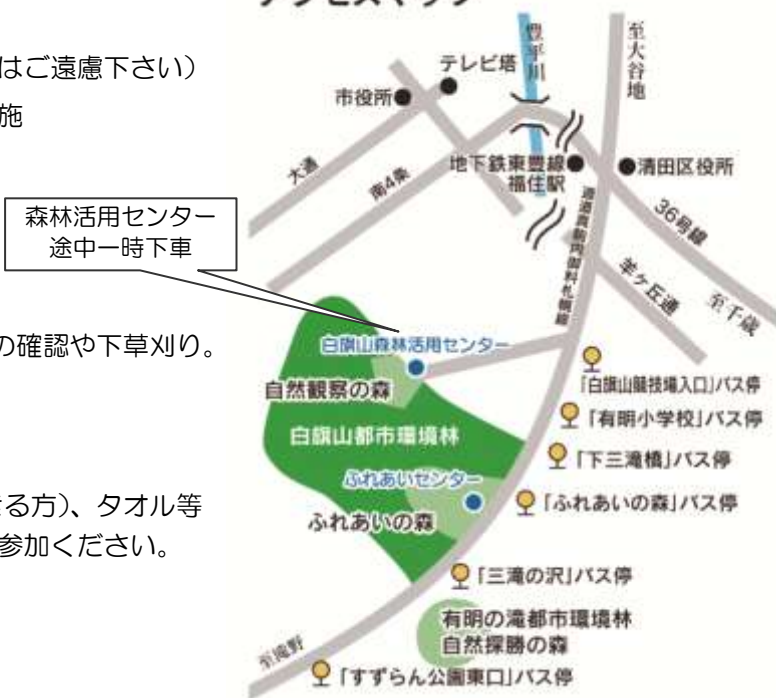 アクセスマップ
はご遠慮下さい）
施
森林活用センター
途中一時下車
の確認や下草刈り。
きる方）、タオル等
参加ください。
豊平川
至大谷地
テレビ塔
市役所
大通
南4条
地下鉄東豊線
福住駅
清田区役所
36号線
羊ケ丘通
至千歳
白旗山森林活用センター
自然観察の森
白旗山都市環境林
ふれあいセンター
ふれあいの森
「白旗山競技場入口」バス停
「有明小学校」バス停
「下三滝橋」バス停
「ふれあいの森」バス停
「三滝の沢」バス停
有明の滝都市環境林
自然探勝の森
至滝野
「すずらん公園東口」バス停